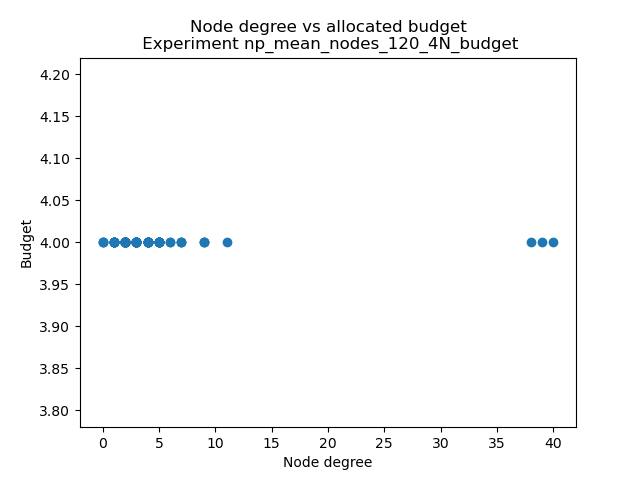 Node degree vs allocated budget
Experiment np_mean_nodes_120_4N_budget
4.20
4.15
4.10
4.05
4.00
3.95
3.90
3.85
3.80
Budget
0 5 10 15 20 25 30 35 40
Node degree